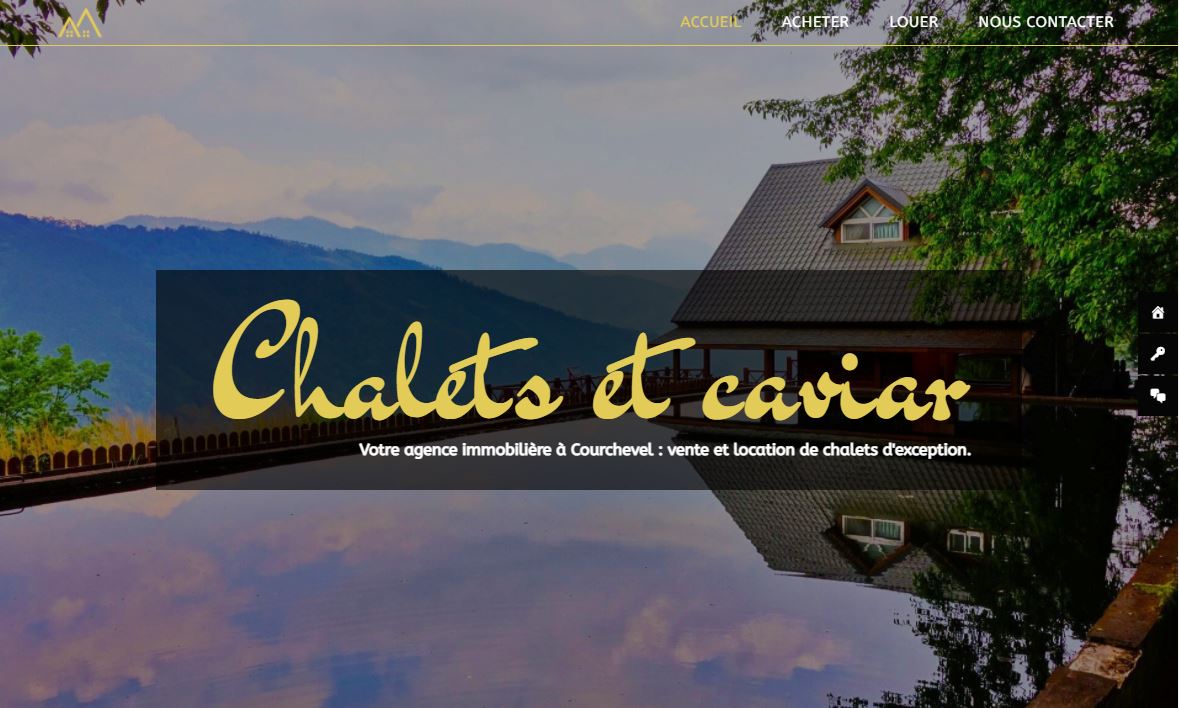 ACCUEIL ACHETER LOUER NOUS CONTACTER
Chalets et caviar
Votre agence immobilière à Courchevel : vente et location de chalets d'exception.